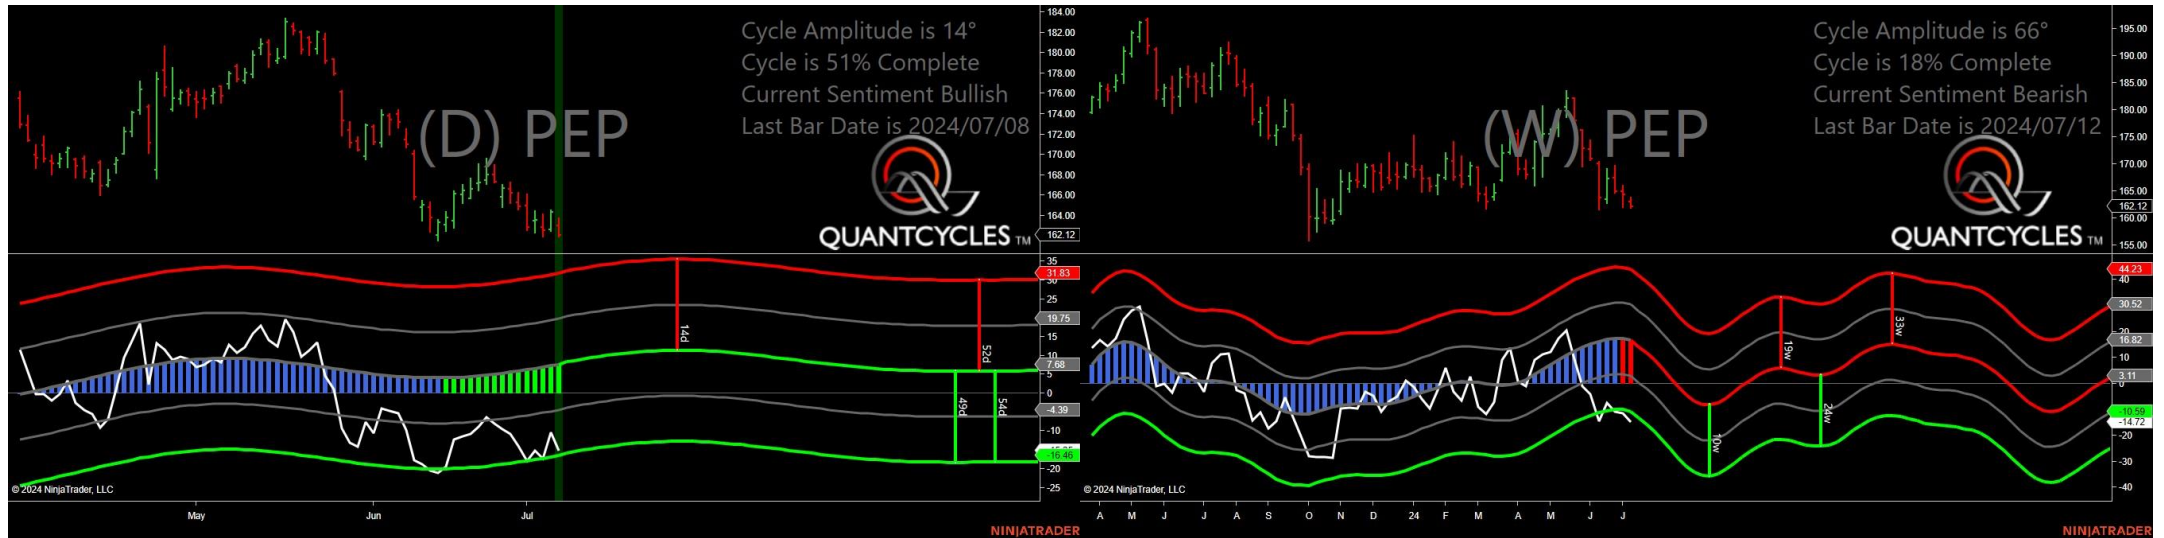 Cycle Amplitude is 14°
Cycle is 51% Complete
Current Sentiment Bullish
Last Bar Date is 2024/07/08
(D) PEP
QUANTCYCLES TM
184.00
182.00
180.00
178.00
176.00
174.00
172.00
170.00
168.00
166.00
164.00
162.12
35
31.83
30
25
19.75
15
10
7.68
5
0
-4.39
-10
-16.46
-20
-25
14d
52d
49d
54d
© 2024 NinjaTrader, LLC
May Jun Jul
NINJATRADER
Cycle Amplitude is 66°
Cycle is 18% Complete
Current Sentiment Bearish
Last Bar Date is 2024/07/12
(W) PEP
QUANTCYCLES TM
195.00
190.00
185.00
180.00
175.00
170.00
165.00
162.12
160.00
155.00
44.23
40
30.52
20
16.82
10
3.11
0
-10.59
-14.72
-20
-30
-40
19w
33w
10w
24w
© 2024 NinjaTrader, LLC
A M J J A S O N D 24 F M A M J J
NINJATRADER